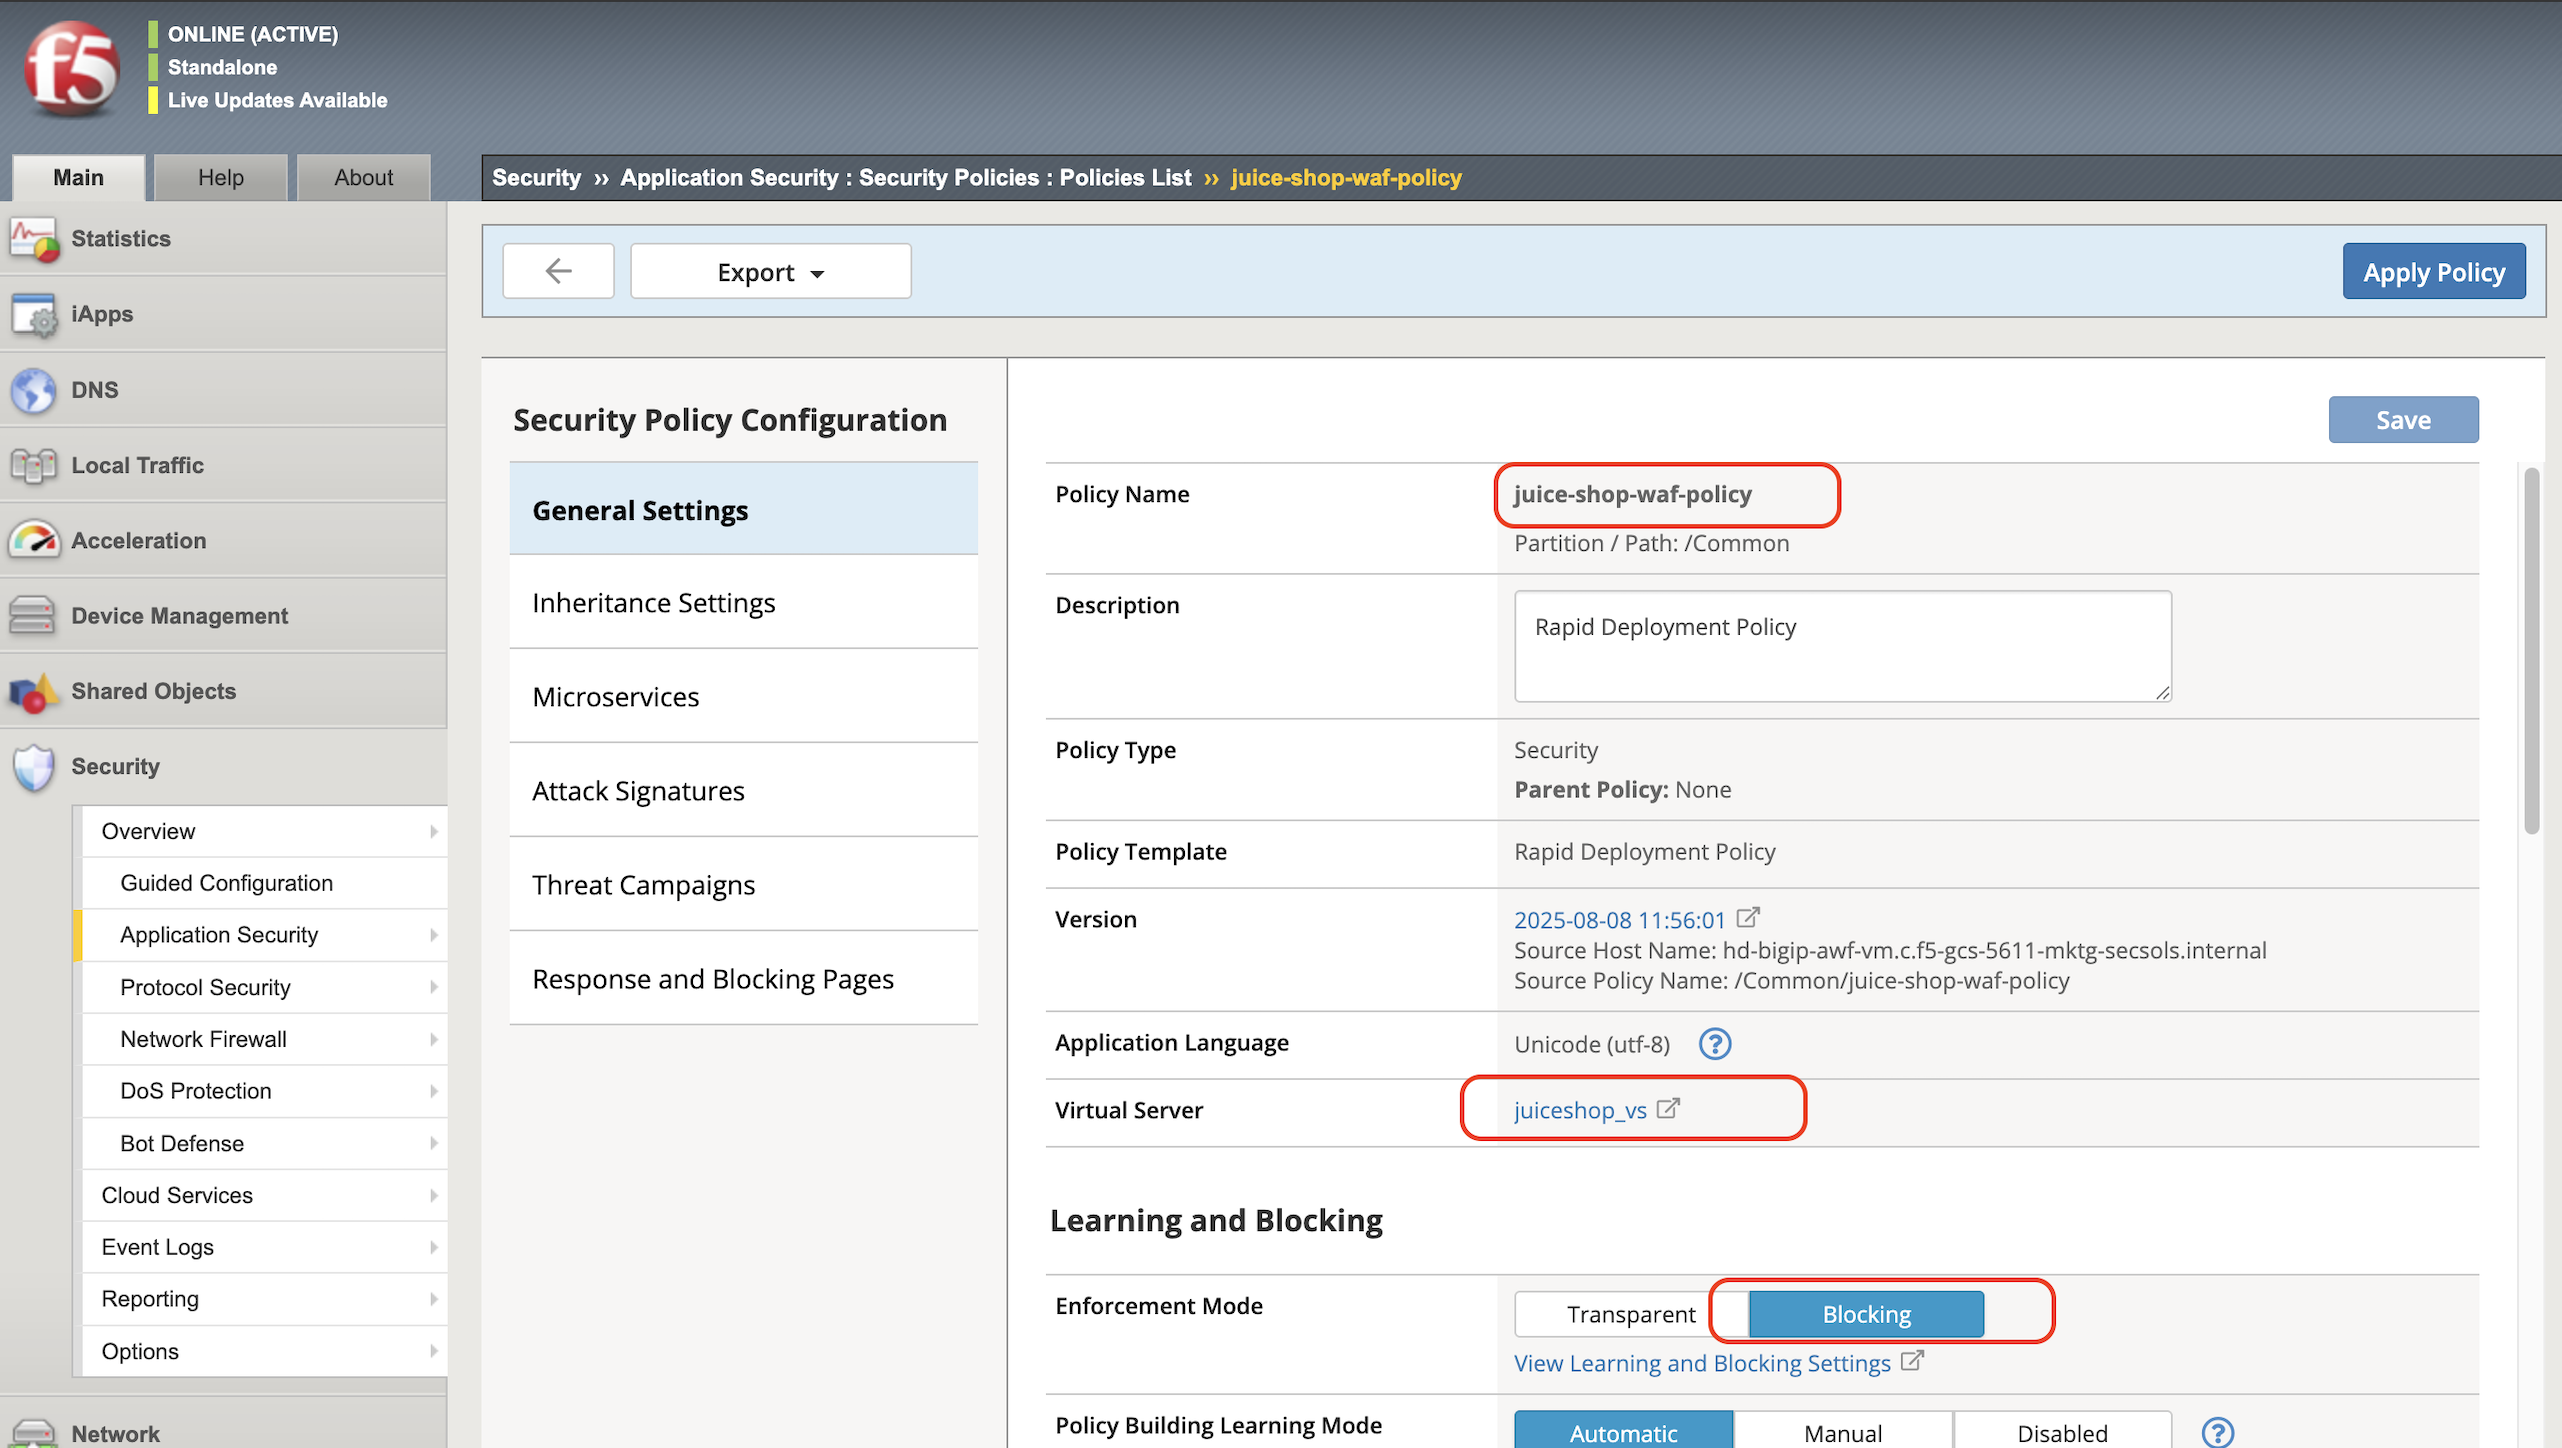 f5
ONLINE (ACTIVE)
Standalone
Live Updates Available
Main
Help
About
Security ›› Application Security : Security Policies : Policies List ›› juice-shop-waf-policy
Statistics
iApps
DNS
Local Traffic
Acceleration
Device Management
Shared Objects
Security
Overview
Guided Configuration
Application Security
Protocol Security
Network Firewall
DoS Protection
Bot Defense
Cloud Services
Event Logs
Reporting
Options
Network
Export
Apply Policy
Security Policy Configuration
General Settings
Inheritance Settings
Microservices
Attack Signatures
Threat Campaigns
Response and Blocking Pages
Save
Policy Name
juice-shop-waf-policy
Partition / Path: /Common
Description
Rapid Deployment Policy
Policy Type
Security
Parent Policy: None
Policy Template
Rapid Deployment Policy
Version
2025-08-08 11:56:01
Source Host Name: hd-bigip-awf-vm.c.f5-gcs-5611-mktg-secsols.internal
Source Policy Name: /Common/juice-shop-waf-policy
Application Language
Unicode (utf-8) ?
Virtual Server
juiceshop_vs
Learning and Blocking
Enforcement Mode
Transparent
Blocking
View Learning and Blocking Settings
Policy Building Learning Mode
Automatic
Manual
Disabled
?